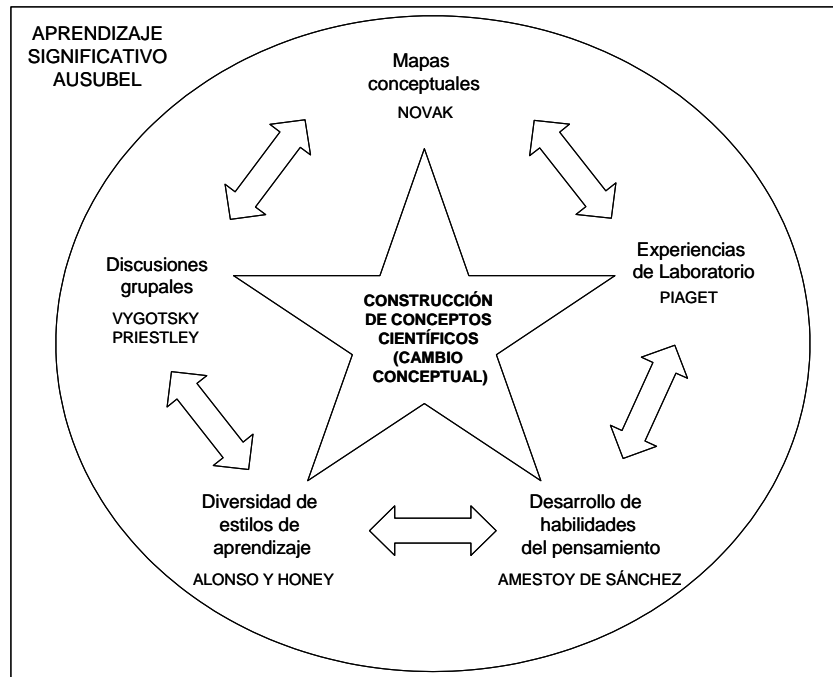 APRENDIZAJE
SIGNIFICATIVO
AUSUBEL
Mapas
conceptuales
NOVAK
Discusiones
grupales
VYGOTSKY
PRIESTLEY
Experiencias
de Laboratorio
PIAGET
CONSTRUCCIÓN
DE CONCEPTOS
CIENTÍFICOS
(CAMBIO
CONCEPTUAL)
Diversidad de
estilos de
aprendizaje
ALONSO Y HONEY
Desarrollo de
habilidades
del pensamiento
AMESTOY DE SÁNCHEZ